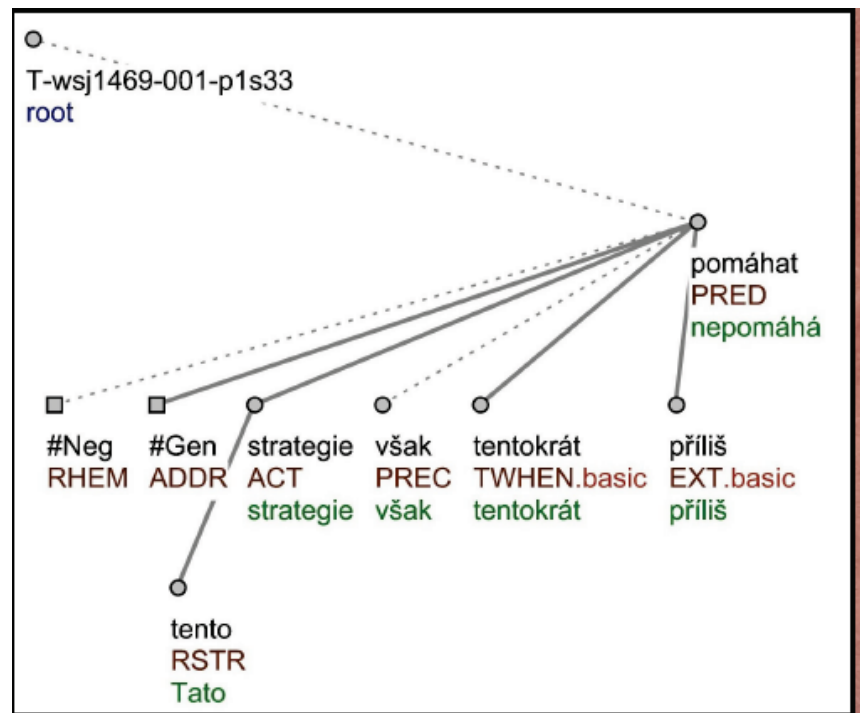 T-wsj1469-001-p1s33
root
pomáhat
PRED
nepomáhá
#Neg #Gen strategie však tentokrát příliš
RHEM ADDR ACT PREC TWHEN.basic EXT.basic
strategie však tentokrát příliš
tento
RSTR
Tato